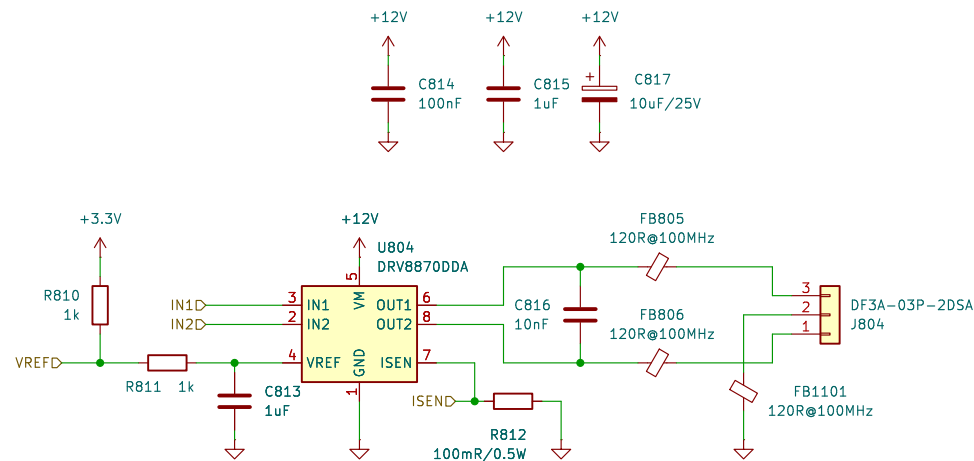 +12V
+12V
+12V
C814
100nF
C815
1uF
+
C817
10uF/25V
+3.3V
+12V
FB805
120R@100MHz
U804
DRV8870DDA
R810
1k
5
VM
IN1
3
IN1
OUT1
6
IN2
2
IN2
OUT2
8
C816
10nF
FB806
120R@100MHz
3
2
1
DF3A-03P-2DSA
J804
VREF
4
VREF
GND
ISEN
7
R811
1k
C813
1uF
1
ISEN
R812
100mR/0.5W
FB1101
120R@100MHz